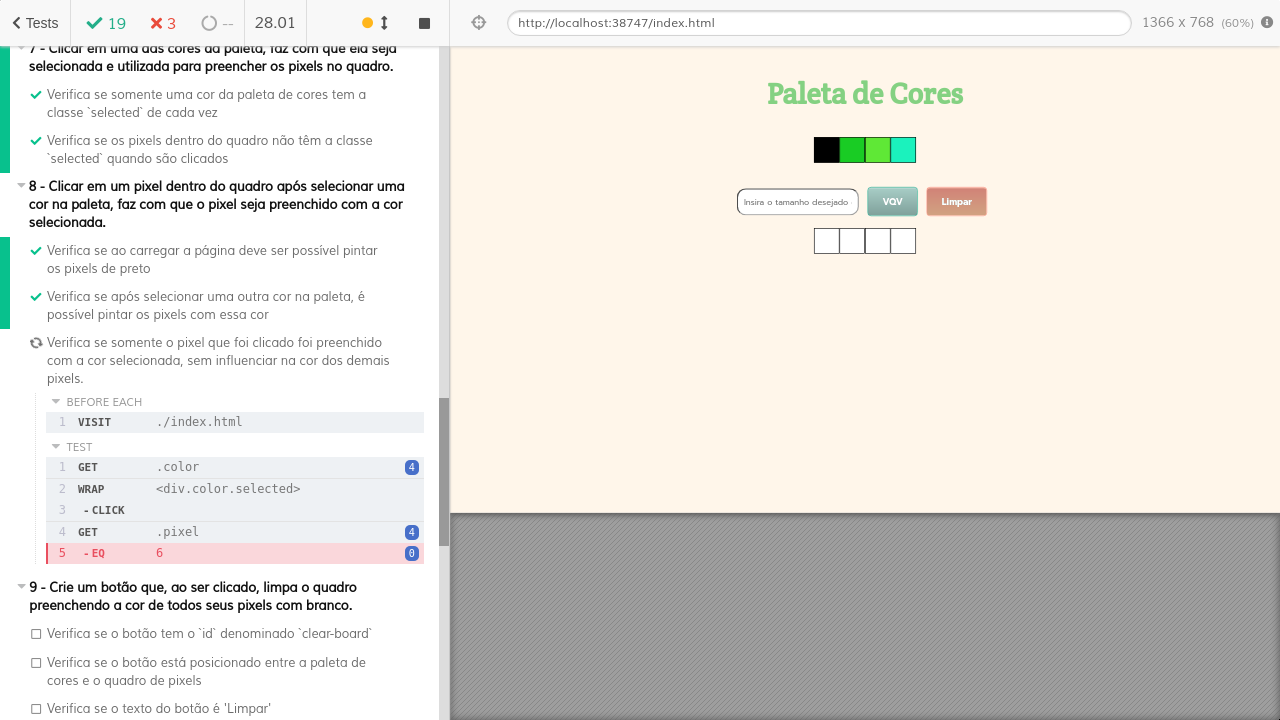 Tests
19
3
--
28.01
http://localhost:38747/index.html
1366 x 768 (60%)
7 - Clicar em uma das cores da paleta, faz com que ela seja
selecionada e utilizada para preencher os pixels no quadro.
Verifica se somente uma cor da paleta de cores tem a
classe `selected` de cada vez
Verifica se os pixels dentro do quadro não têm a classe
`selected` quando são clicados
8 - Clicar em um pixel dentro do quadro após selecionar uma
cor na paleta, faz com que o pixel seja preenchido com a cor
selecionada.
Verifica se ao carregar a página deve ser possível pintar
os pixels de preto
Verifica se após selecionar uma outra cor na paleta, é
possível pintar os pixels com essa cor
Verifica se somente o pixel que foi clicado foi preenchido
com a cor selecionada, sem influenciar na cor dos demais
pixels.
BEFORE EACH
1 VISIT ./index.html
TEST
1 GET .color 4
2 WRAP <div.color.selected>
3 -CLICK
4 GET .pixel 4
5 -EQ 6 0
9 - Crie um botão que, ao ser clicado, limpa o quadro
preenchendo a cor de todos seus pixels com branco.
Verifica se o botão tem o `id` denominado `clear-board`
Verifica se o botão está posicionado entre a paleta de
cores e o quadro de pixels
Verifica se o texto do botão é 'Limpar'
Paleta de Cores
Insira o tamanho desejado
VQV
Limpar